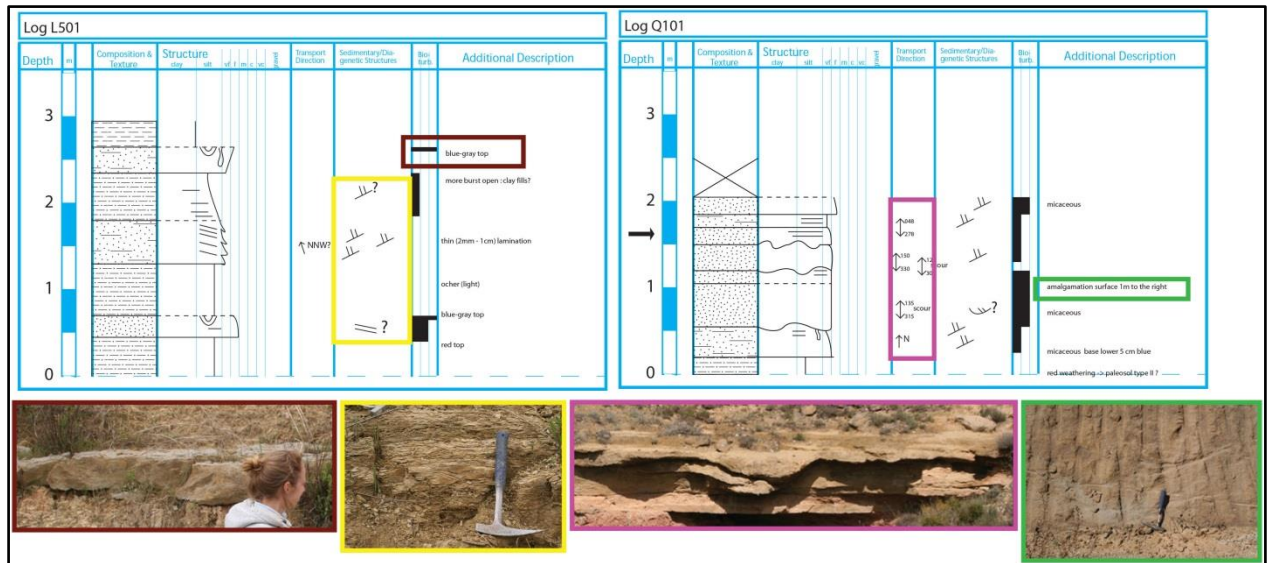 Log L501
Depth
m
Composition &
Texture
Structure
clay
silt
vf f m c vc
gravel
Transport
Direction
Sedimentary/Dia-
genetic Structures
Bio-
turb.
Additional Description
3
blue-gray top
more burst open : clay fills?
?
2
NNW?
thin (2mm - 1cm) lamination
ocher (light)
1
blue-gray top
?
red top
0
Log Q101
Depth
m
Composition &
Texture
Structure
clay
silt
vf f m c vc
gravel
Transport
Direction
Sedimentary/Dia-
genetic Structures
Bio-
turb.
Additional Description
3
2
micaceous
048
278
150
330
scour
1
amalgamation surface 1m to the right
135
315
scour
?
micaceous
N
micaceous base lower 5 cm blue
0
red weathering -> paleosol type II ?